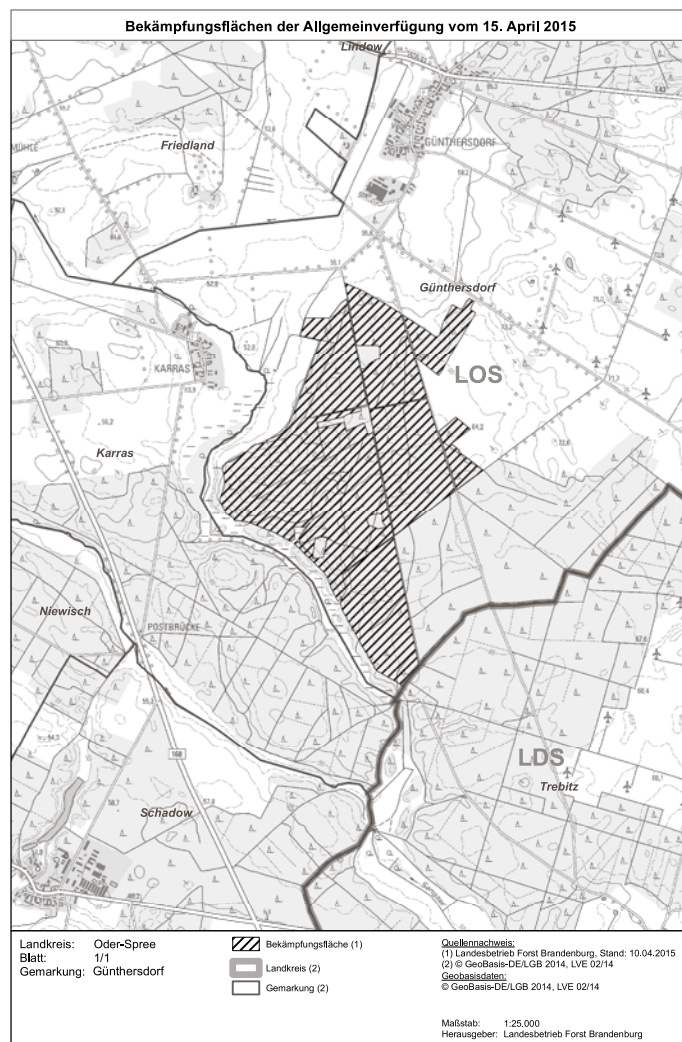 Bekämpfungsflächen der Allgemeinverfügung vom 15. April 2015
Lindow
GÜNTHERSDORF
Friedland
MÜHLE
Günthersdorf
LOS
KARRAS
Karras
Niewisch
POSTBRÜCKE
168
LDS
Trebitz
Schadow
Landkreis: Oder-Spree
Blatt: 1/1
Gemarkung: Günthersdorf
Bekämpfungsfläche (1)
Landkreis (2)
Gemarkung (2)
Quellennachweis:
(1) Landesbetrieb Forst Brandenburg, Stand: 10.04.2015
(2) © GeoBasis-DE/LGB 2014, LVE 02/14
Geobasisdaten:
© GeoBasis-DE/LGB 2014, LVE 02/14
Maßstab: 1:25.000
Herausgeber: Landesbetrieb Forst Brandenburg